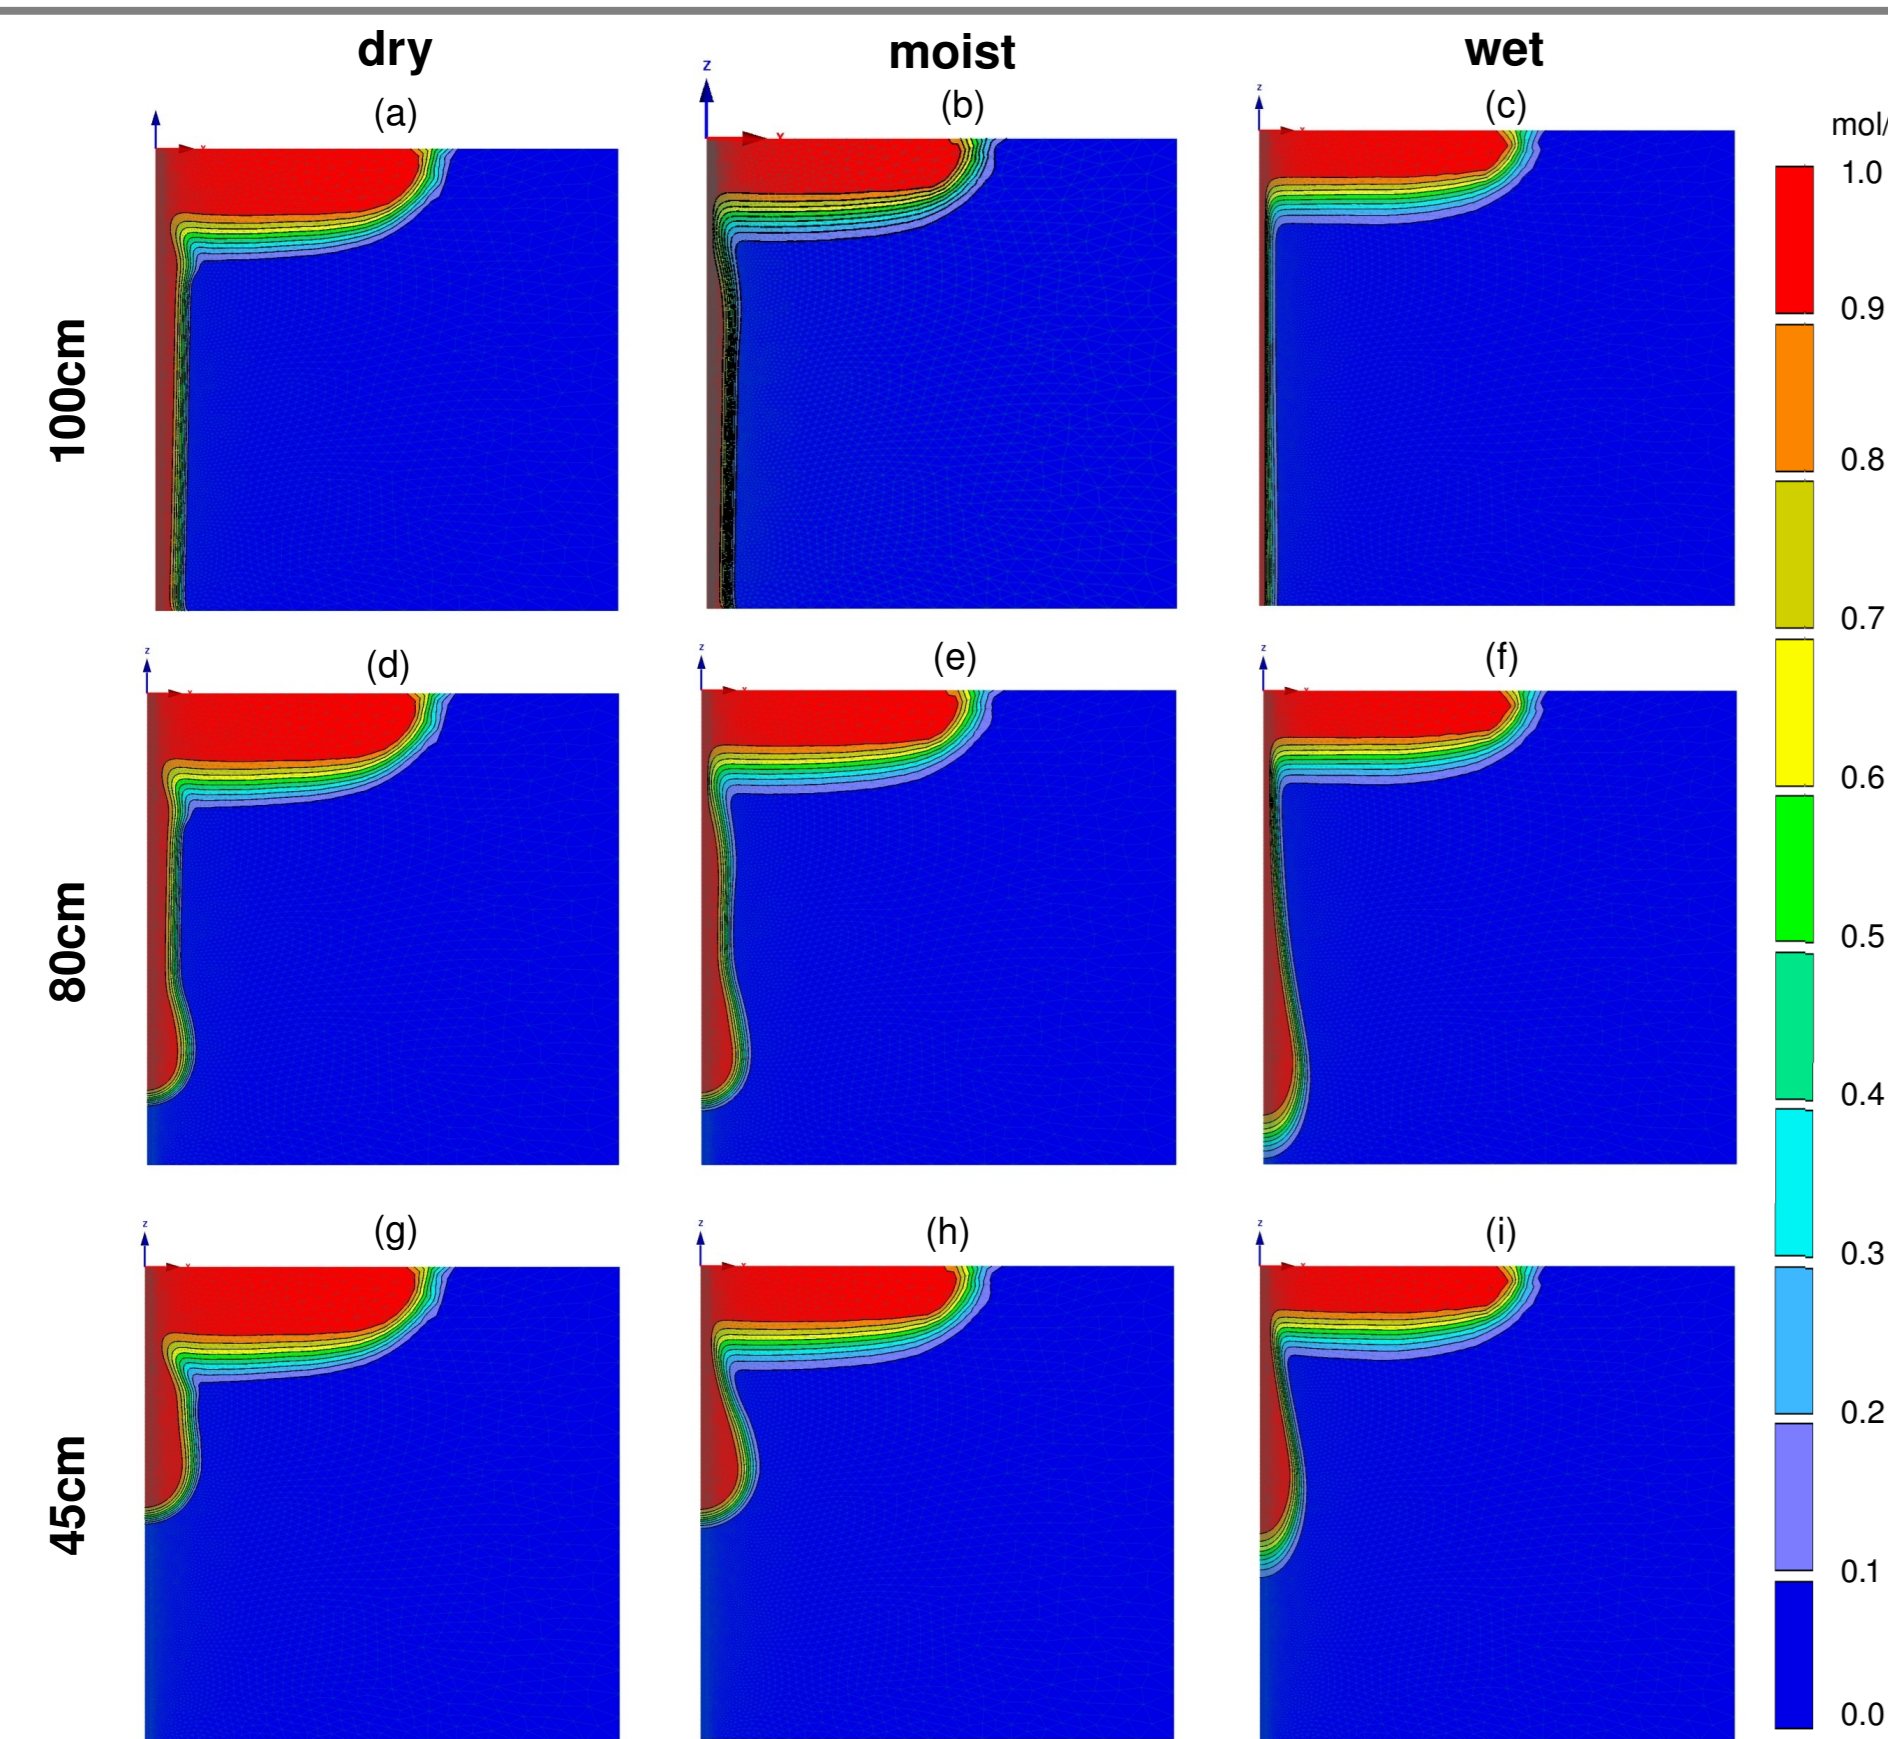 dry moist wet
(a) (b) (c)
mol/
z z
x x x
100cm
1.0
0.9
0.8
0.7
0.6
0.5
0.4
0.3
0.2
0.1
0.0
(d) (e) (f)
z z z
x x x
80cm
(g) (h) (i)
z z z
x x x
45cm